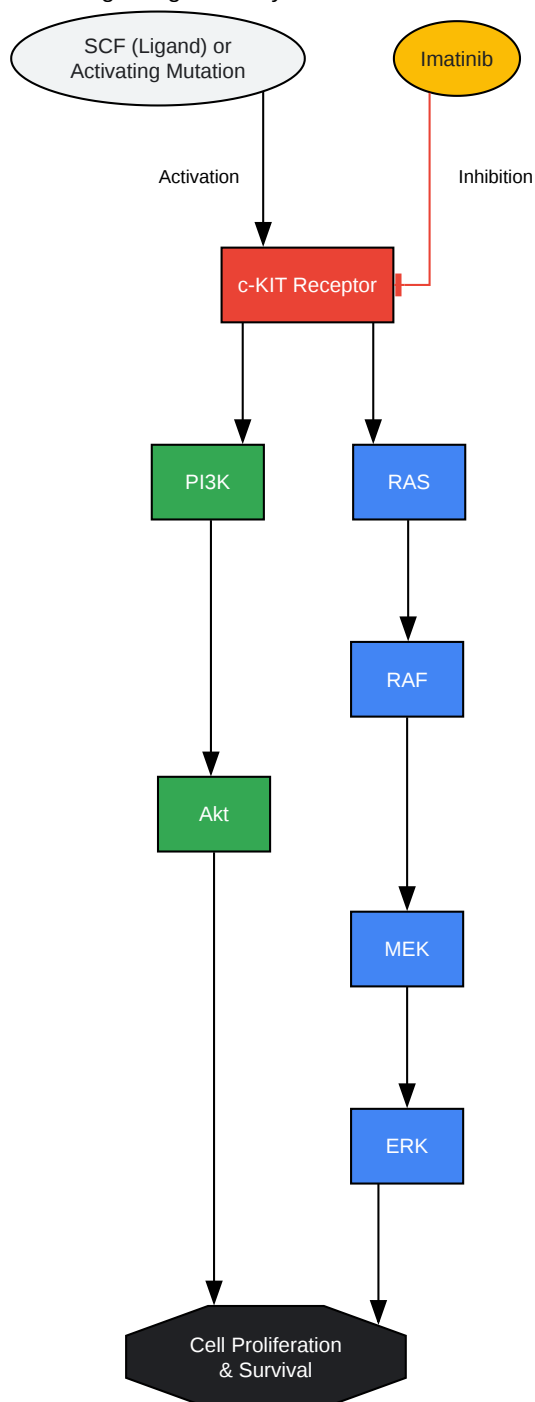 SCF (Ligand) or
Activating Mutation
Imatinib
Activation
Inhibition
c-KIT Receptor
PI3K
RAS
RAF
Akt
MEK
ERK
Cell Proliferation
& Survival